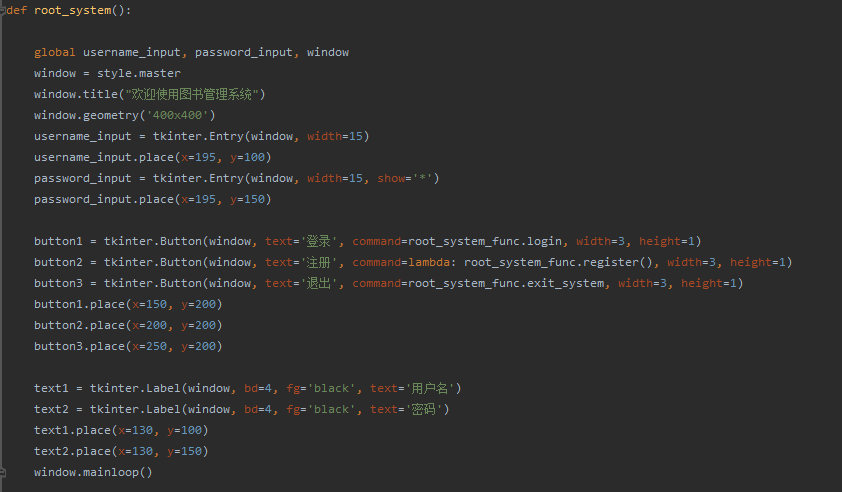 def root_system():
global username_input, password_input, window
window = style.master
window.title("欢迎使用图书管理系统")
window.geometry('400x400')
username_input = tkinter.Entry(window, width=15)
username_input.place(x=195, y=100)
password_input = tkinter.Entry(window, width=15, show='*')
password_input.place(x=195, y=150)
button1 = tkinter.Button(window, text='登录', command=root_system_func.login, width=3, height=1)
button2 = tkinter.Button(window, text='注册', command=lambda: root_system_func.register(), width=3, height=1)
button3 = tkinter.Button(window, text='退出', command=root_system_func.exit_system, width=3, height=1)
button1.place(x=150, y=200)
button2.place(x=200, y=200)
button3.place(x=250, y=200)
text1 = tkinter.Label(window, bd=4, fg='black', text='用户名')
text2 = tkinter.Label(window, bd=4, fg='black', text='密码')
text1.place(x=130, y=100)
text2.place(x=130, y=150)
window.mainloop()